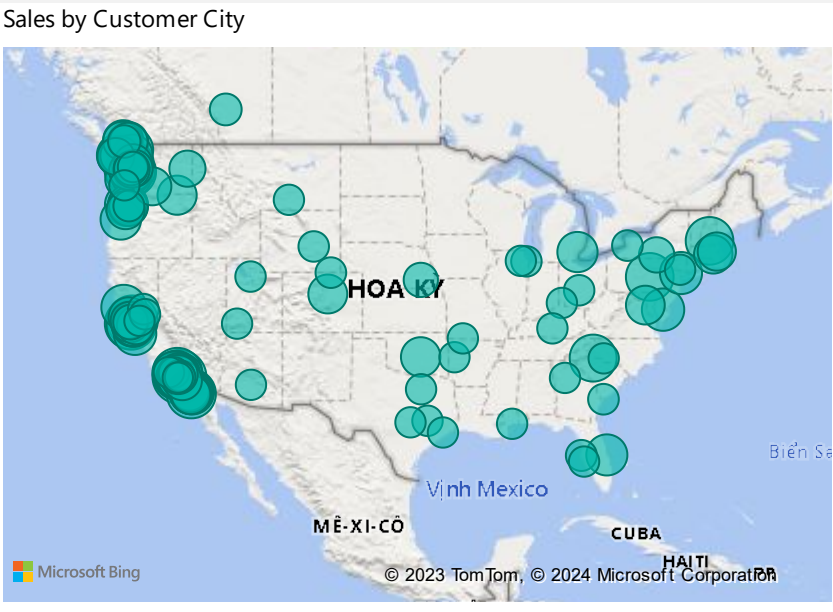 Sales by Customer City
HOA KỲ
Biển Sa
Vịnh Mexico
MÊ-XI-CÔ
CUBA
HAITI
Microsoft Bing
© 2023 TomTom, © 2024 Microsoft Corporation